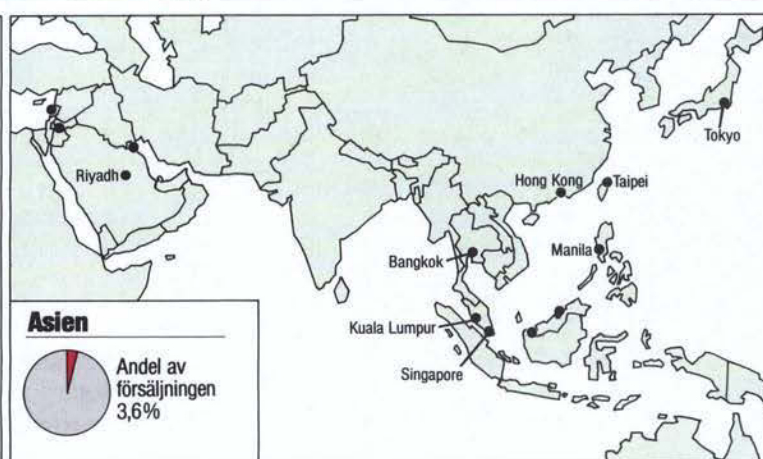 Riyadh
Tokyo
Hong Kong
Taipei
Bangkok
Manila
Kuala Lumpur
Singapore
Asien
Andel av
försäljningen
3,6%